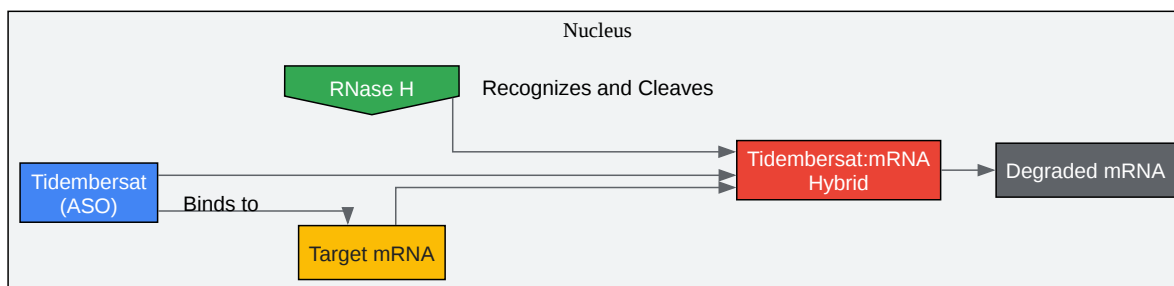 Nucleus
RNase H
Recognizes and Cleaves
Tidembersat
(ASO)
Binds to
Target mRNA
Tidembersat:mRNA
Hybrid
Degraded mRNA